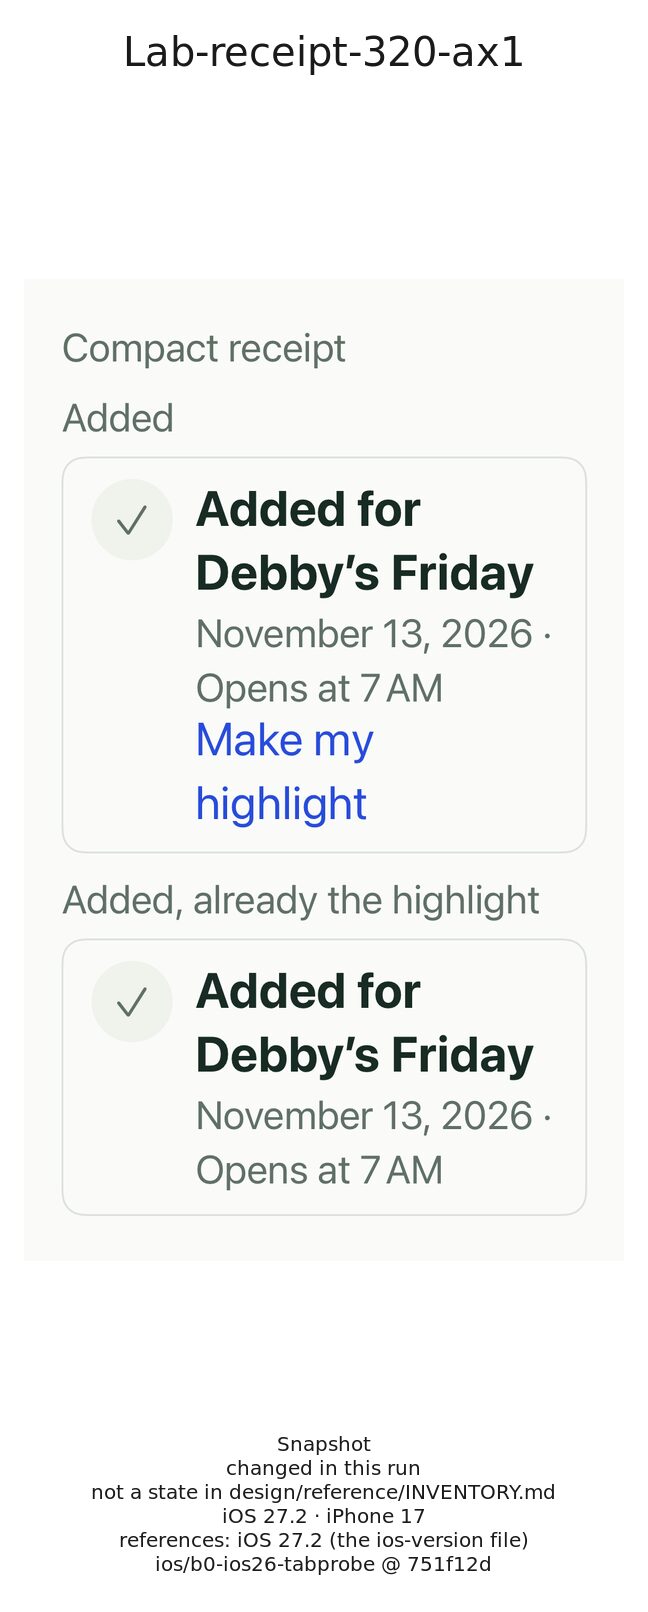 Lab-receipt-320-ax1
Compact receipt
Added
Added for
Debby’s Friday
November 13, 2026 ·
Opens at 7 AM
Make my
highlight
Added, already the highlight
Added for
Debby’s Friday
November 13, 2026 ·
Opens at 7 AM
Snapshot
changed in this run
not a state in design/reference/INVENTORY.md
iOS 27.2 · iPhone 17
references: iOS 27.2 (the ios-version file)
ios/b0-ios26-tabprobe @ 751f12d